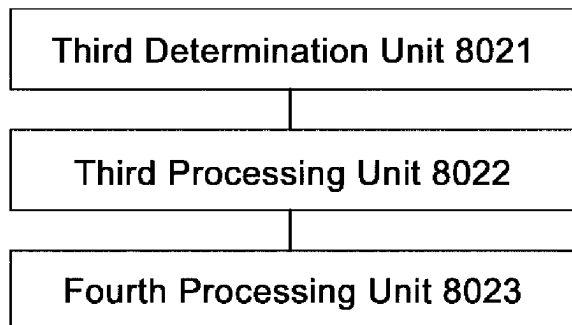 Third Determination Unit 8021
Third Processing Unit 8022
Fourth Processing Unit 8023